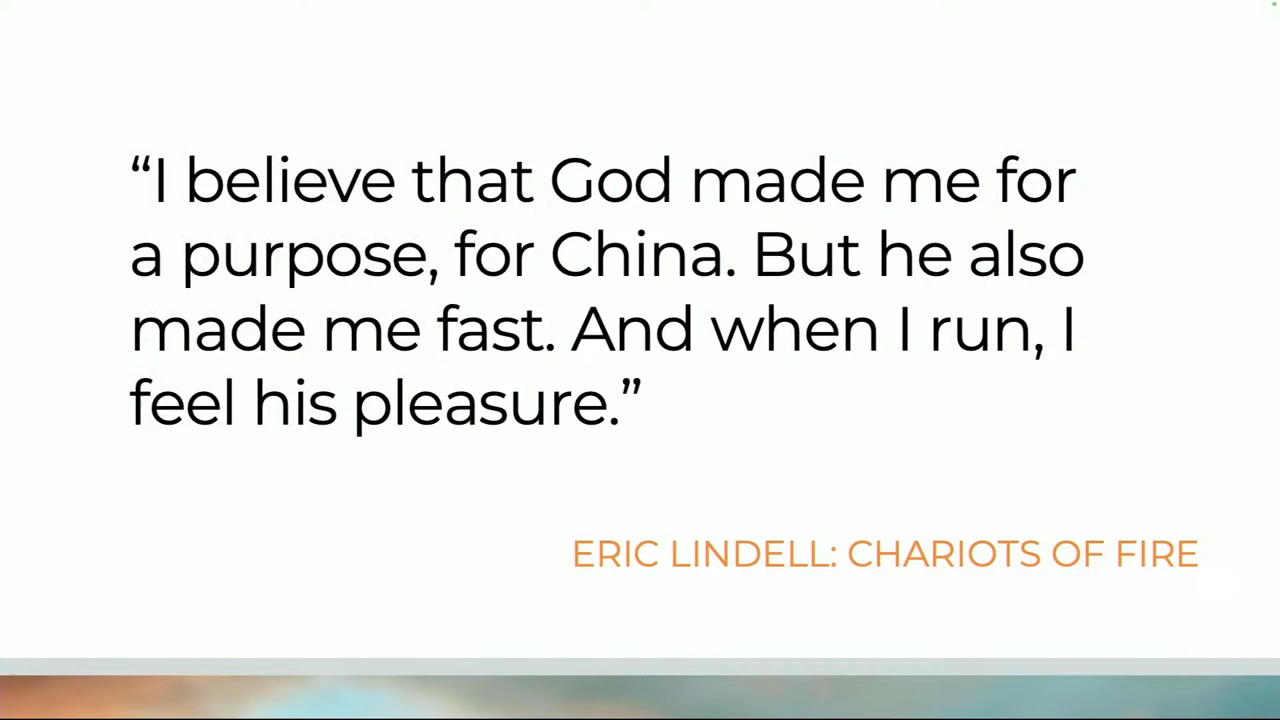 “I believe that God made me for
a purpose, for China. But he also
made me fast. And when I run, I
feel his pleasure.”
ERIC LINDELL: CHARIOTS OF FIRE